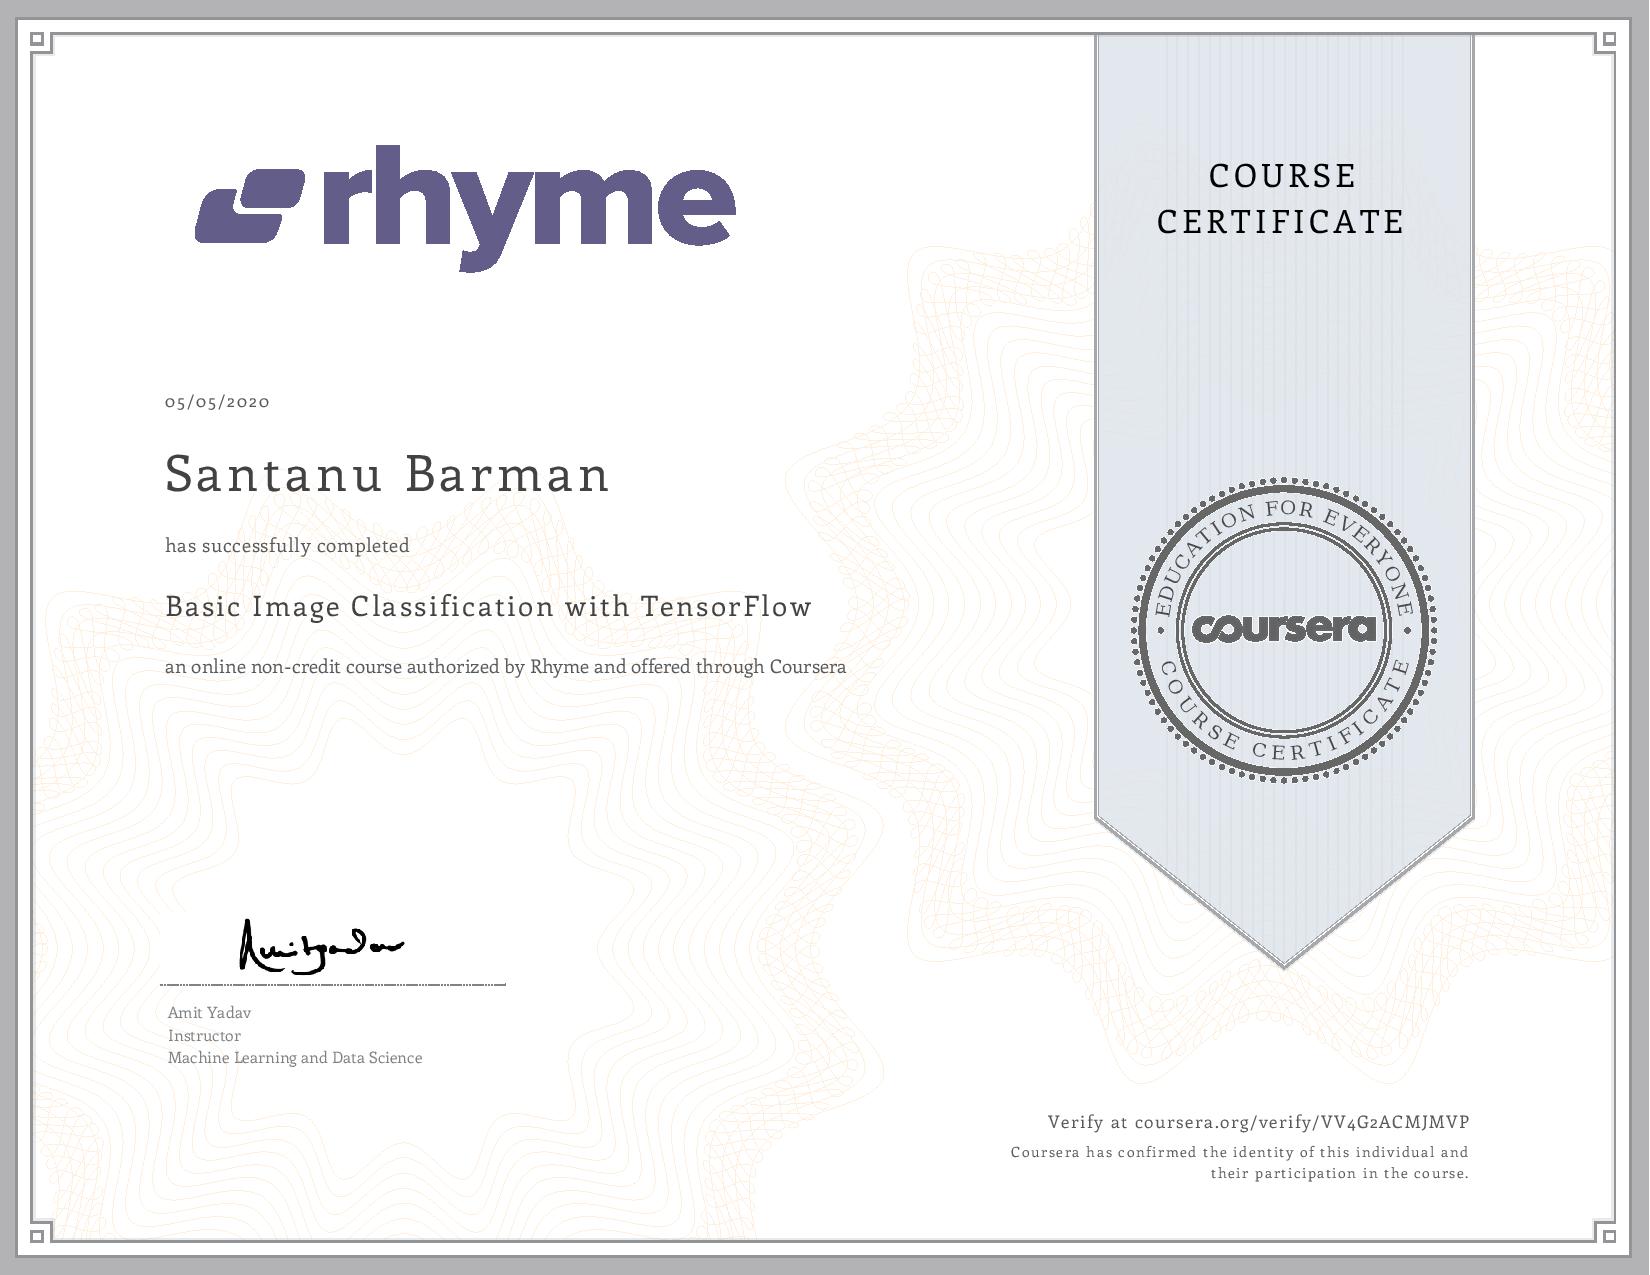 rhyme
COURSE
CERTIFICATE
05/05/2020
Santanu Barman
has successfully completed
Basic Image Classification with TensorFlow
an online non-credit course authorized by Rhyme and offered through Coursera
EDUCATION FOR EVERYONE
coursera
COURSE CERTIFICATE
Amit Yadav
Amit Yadav
Instructor
Machine Learning and Data Science
Verify at coursera.org/verify/VV4G2ACMJMVP
Coursera has confirmed the identity of this individual and
their participation in the course.